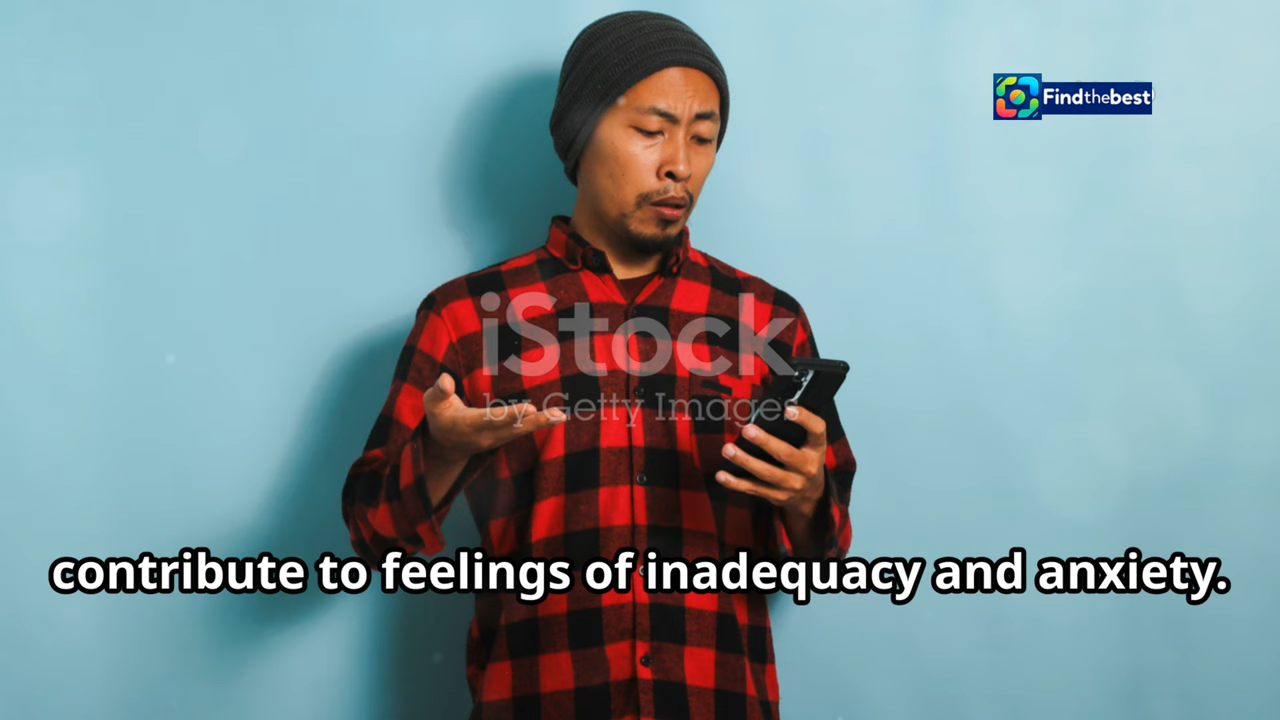 Findthebest
iStock
by Getty Images
contribute to feelings of inadequacy and anxiety.